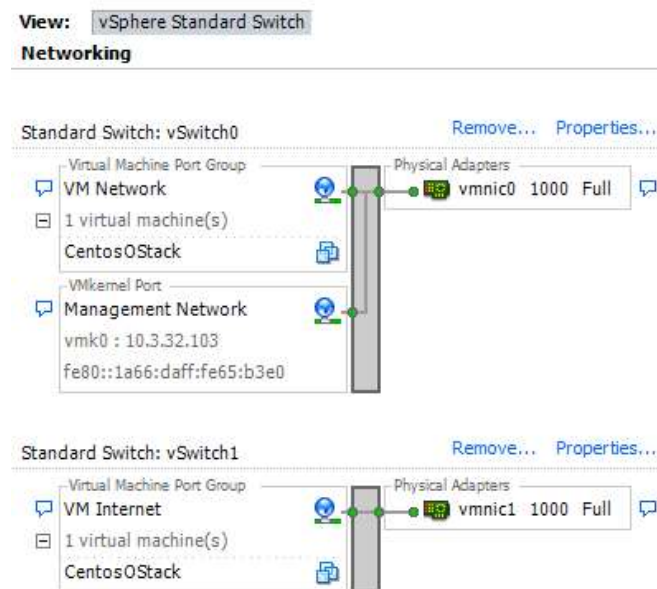 View: vSphere Standard Switch
Networking
Standard Switch: vSwitch0 Remove... Properties...
Virtual Machine Port Group
VM Network
1 virtual machine(s)
CentosOStack
VMkernel Port
Management Network
vmk0 : 10.3.32.103
fe80::1a66:daff:fe65:b3e0
Physical Adapters
vmnic0 1000 Full
Standard Switch: vSwitch1 Remove... Properties...
Virtual Machine Port Group
VM Internet
1 virtual machine(s)
CentosOStack
Physical Adapters
vmnic1 1000 Full